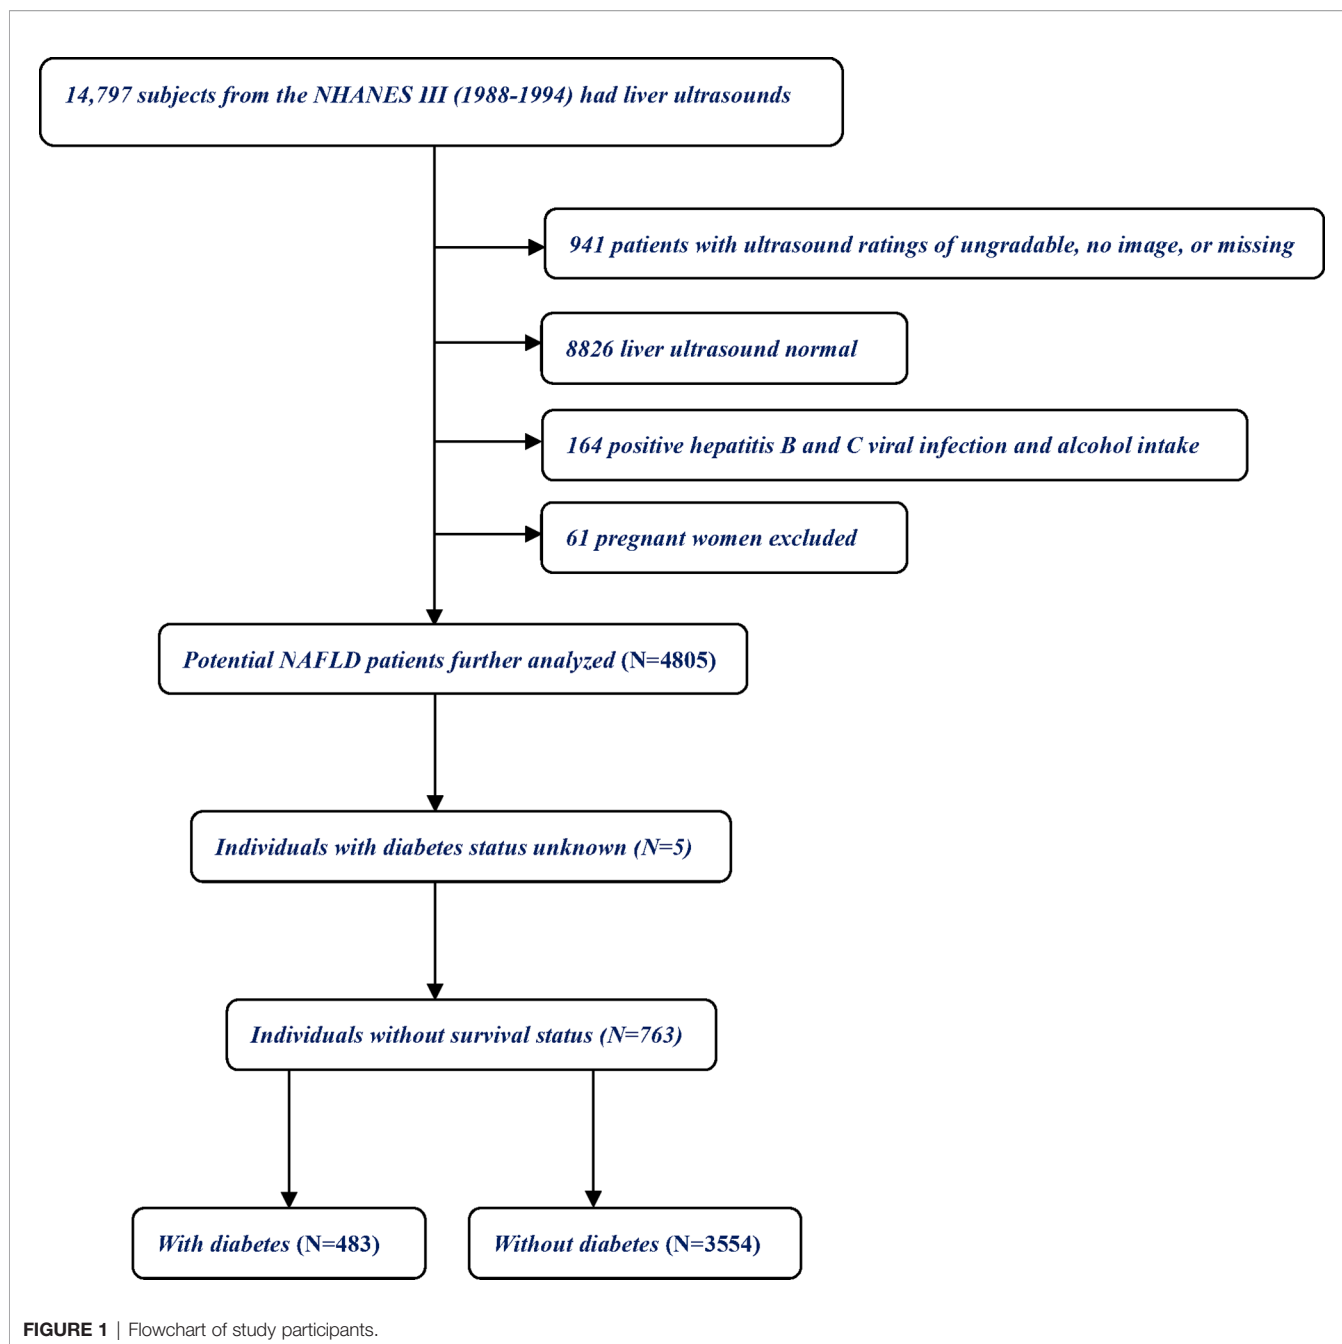 14,797 subjects from the NHANES III (1988-1994) had liver ultrasounds
941 patients with ultrasound ratings of ungradable, no image, or missing
8826 liver ultrasound normal
164 positive hepatitis B and C viral infection and alcohol intake
61 pregnant women excluded
Potential NAFLD patients further analyzed (N=4805)
Individuals with diabetes status unknown (N=5)
Individuals without survival status (N=763)
With diabetes (N=483)
Without diabetes (N=3554)
FIGURE 1 | Flowchart of study participants.